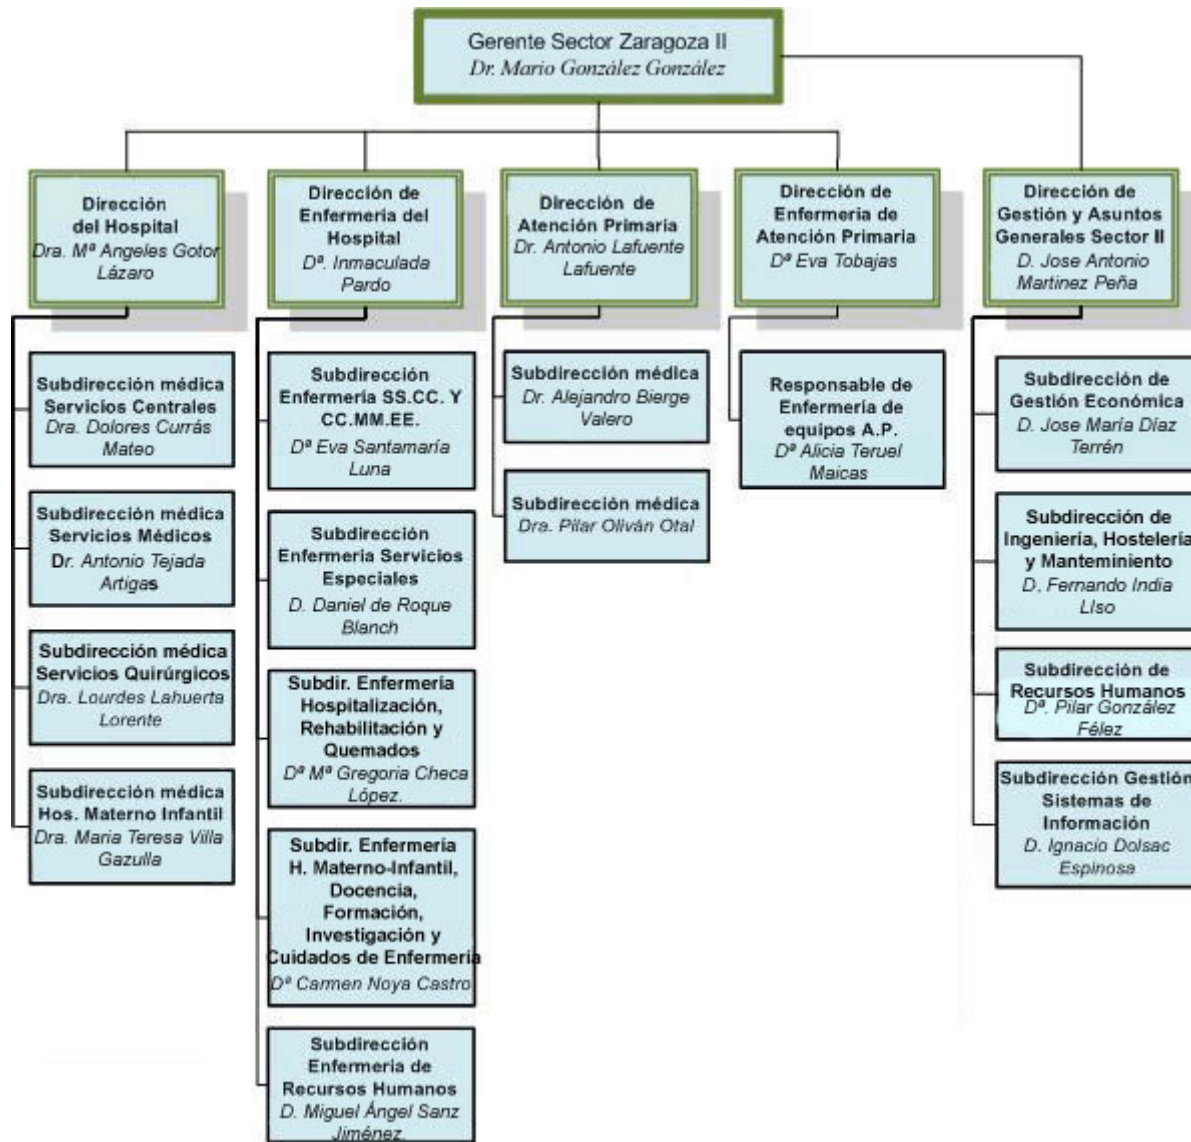 Gerente Sector Zaragoza II
Dr. Mario González González
Dirección
del Hospital
Dra. Mª Angeles Gotor
Lázaro
Dirección de
Enfermería del
Hospital
Dª. Inmaculada
Pardo
Dirección de
Atención Primaria
Dr. Antonio Lafuente
Lafuente
Dirección de
Enfermería de
Atención Primaria
Dª Eva Tobajas
Dirección de
Gestión y Asuntos
Generales Sector II
D. Jose Antonio
Martinez Peña
Subdirección médica
Servicios Centrales
Dra. Dolores Currás
Mateo
Subdirección médica
Servicios Médicos
Dr. Antonio Tejada
Artigas
Subdirección médica
Servicios Quirúrgicos
Dra. Lourdes Lahuerta
Lorente
Subdirección médica
Hos. Materno Infantil
Dra. Maria Teresa Villa
Gazulla
Subdirección
Enfermería SS.CC. Y
CC.MM.EE.
Dª Eva Santamaría
Luna
Subdirección
Enfermería Servicios
Especiales
D. Daniel de Roque
Blanch
Subdir. Enfermería
Hospitalización,
Rehabilitación y
Quemados
Dª Mª Gregoria Checa
López.
Subdir. Enfermería
H. Materno-Infantil,
Docencia,
Formación,
Investigación y
Cuidados de Enfermería
Dª Carmen Noya Castro
Subdirección
Enfermería de
Recursos Humanos
D. Miguel Ángel Sanz
Jiménez.
Subdirección médica
Dr. Alejandro Bierge
Valero
Subdirección médica
Dra. Pilar Oliván Otal
Responsable de
Enfermería de
equipos A.P.
Dª Alicia Teruel
Maicas
Subdirección de
Gestión Económica
D. Jose María Díaz
Terrén
Subdirección de
Ingeniería, Hostelería
y Manteminiento
D. Fernando India
Liso
Subdirección de
Recursos Humanos
Dª. Pilar González
Félez
Subdirección Gestión
Sistemas de
Información
D. Ignacio Dolsac
Espinosa